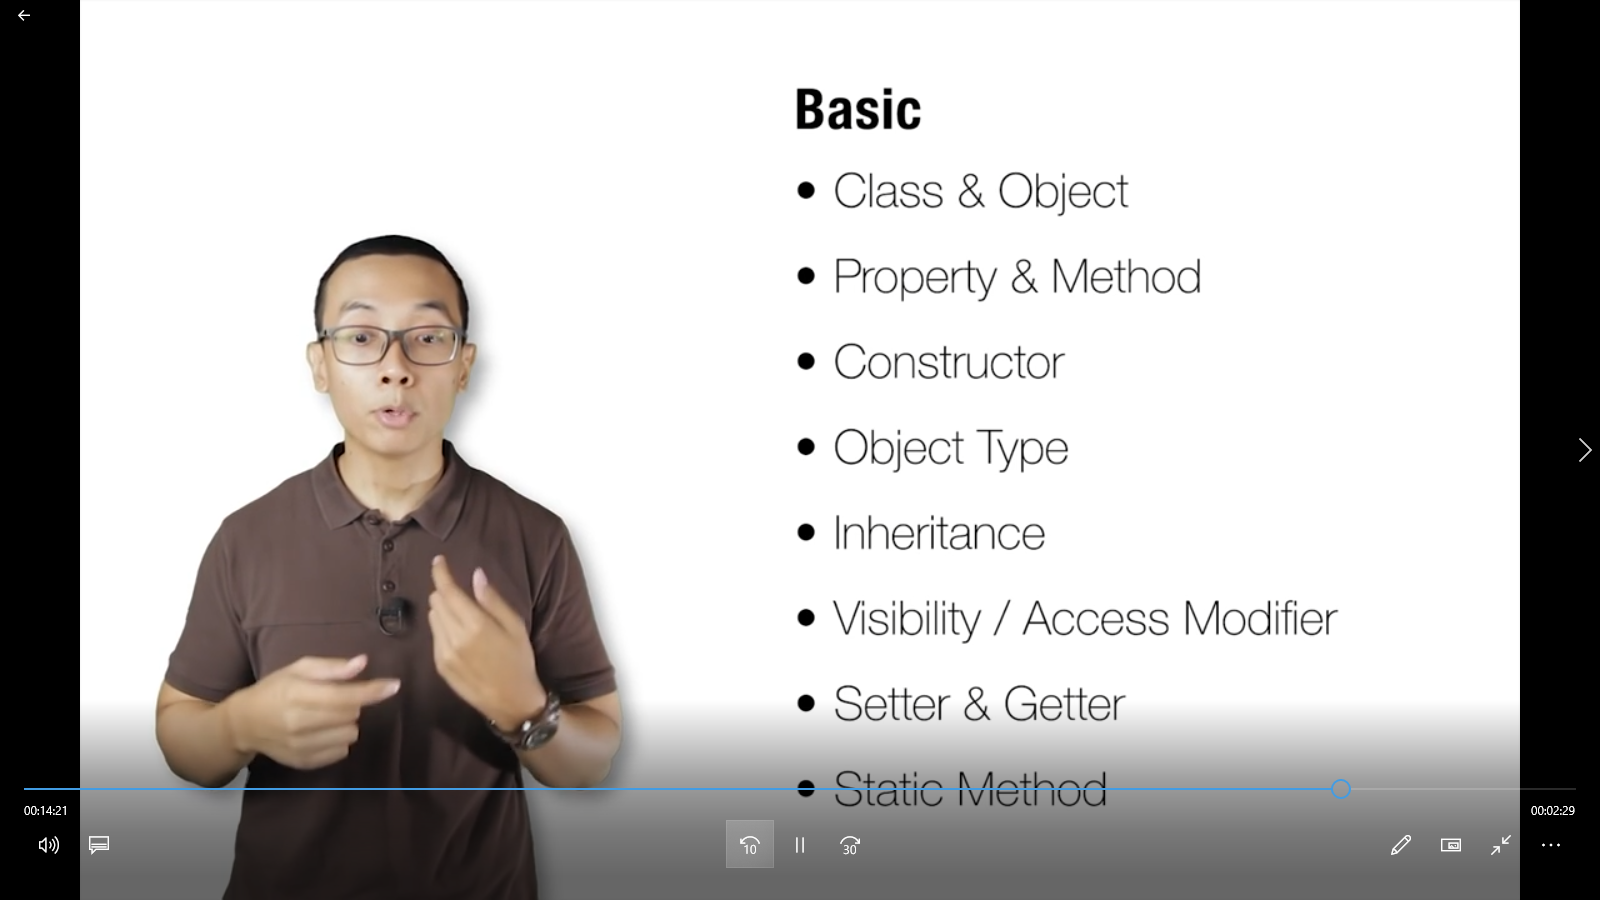 Basic
• Class & Object
• Property & Method
• Constructor
• Object Type
• Inheritance
• Visibility / Access Modifier
• Setter & Getter
• Static Method
00:14:21
00:02:29
10
30